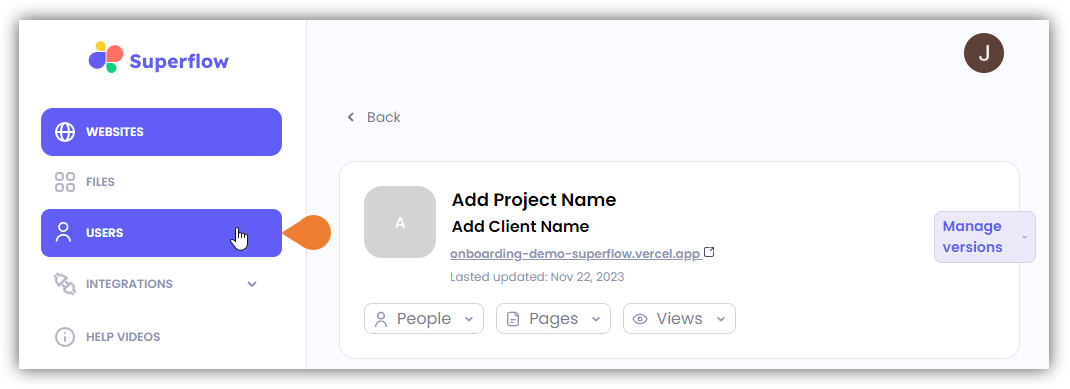 Superflow
J
WEBSITES
Back
FILES
A
Add Project Name
Add Client Name
Manage
versions
USERS
onboarding-demo-superflow.vercel.app
Last updated: Nov 22, 2023
INTEGRATIONS
People
Pages
Views
HELP VIDEOS